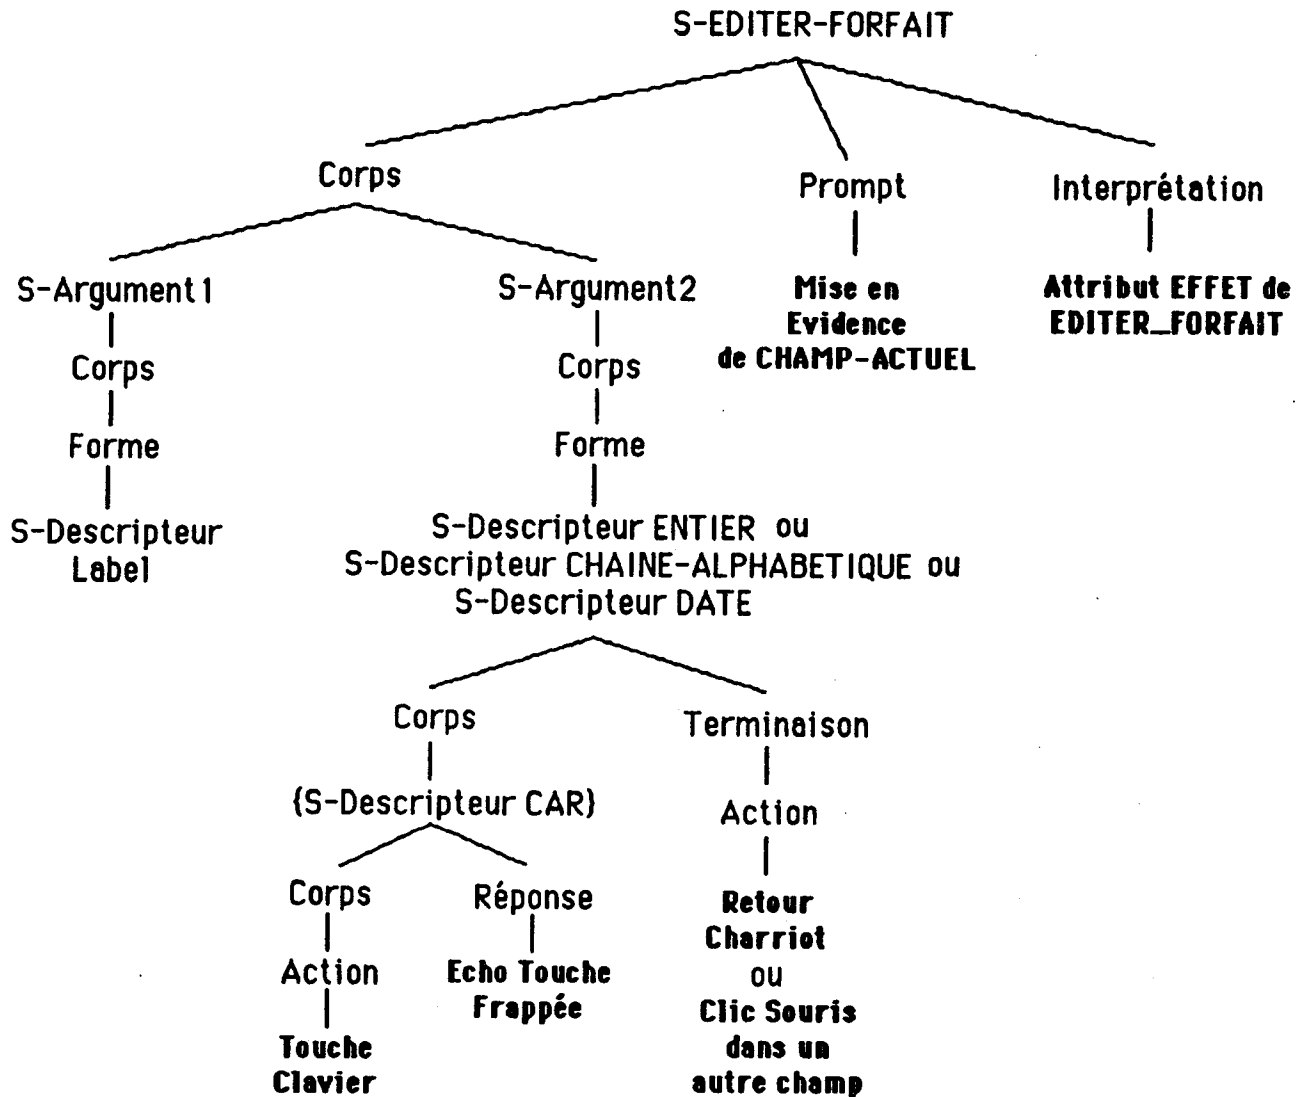 S-EDITER-FORFAIT
Corps
Prompt
Interprétation
S-Argument1
S-Argument2
Mise en
Evidence
de CHAMP-ACTUEL
Attribut EFFET de
EDITER_FORFAIT
Corps
Corps
Forme
Forme
S-Descripteur
Label
S-Descripteur ENTIER ou
S-Descripteur CHAINE-ALPHABETIQUE ou
S-Descripteur DATE
Corps
Terminaison
{S-Descripteur CAR}
Action
Corps
Réponse
Retour
Charriot
ou
Clic Souris
dans un
autre champ
Action
Echo Touche
Frappée
Touche
Clavier